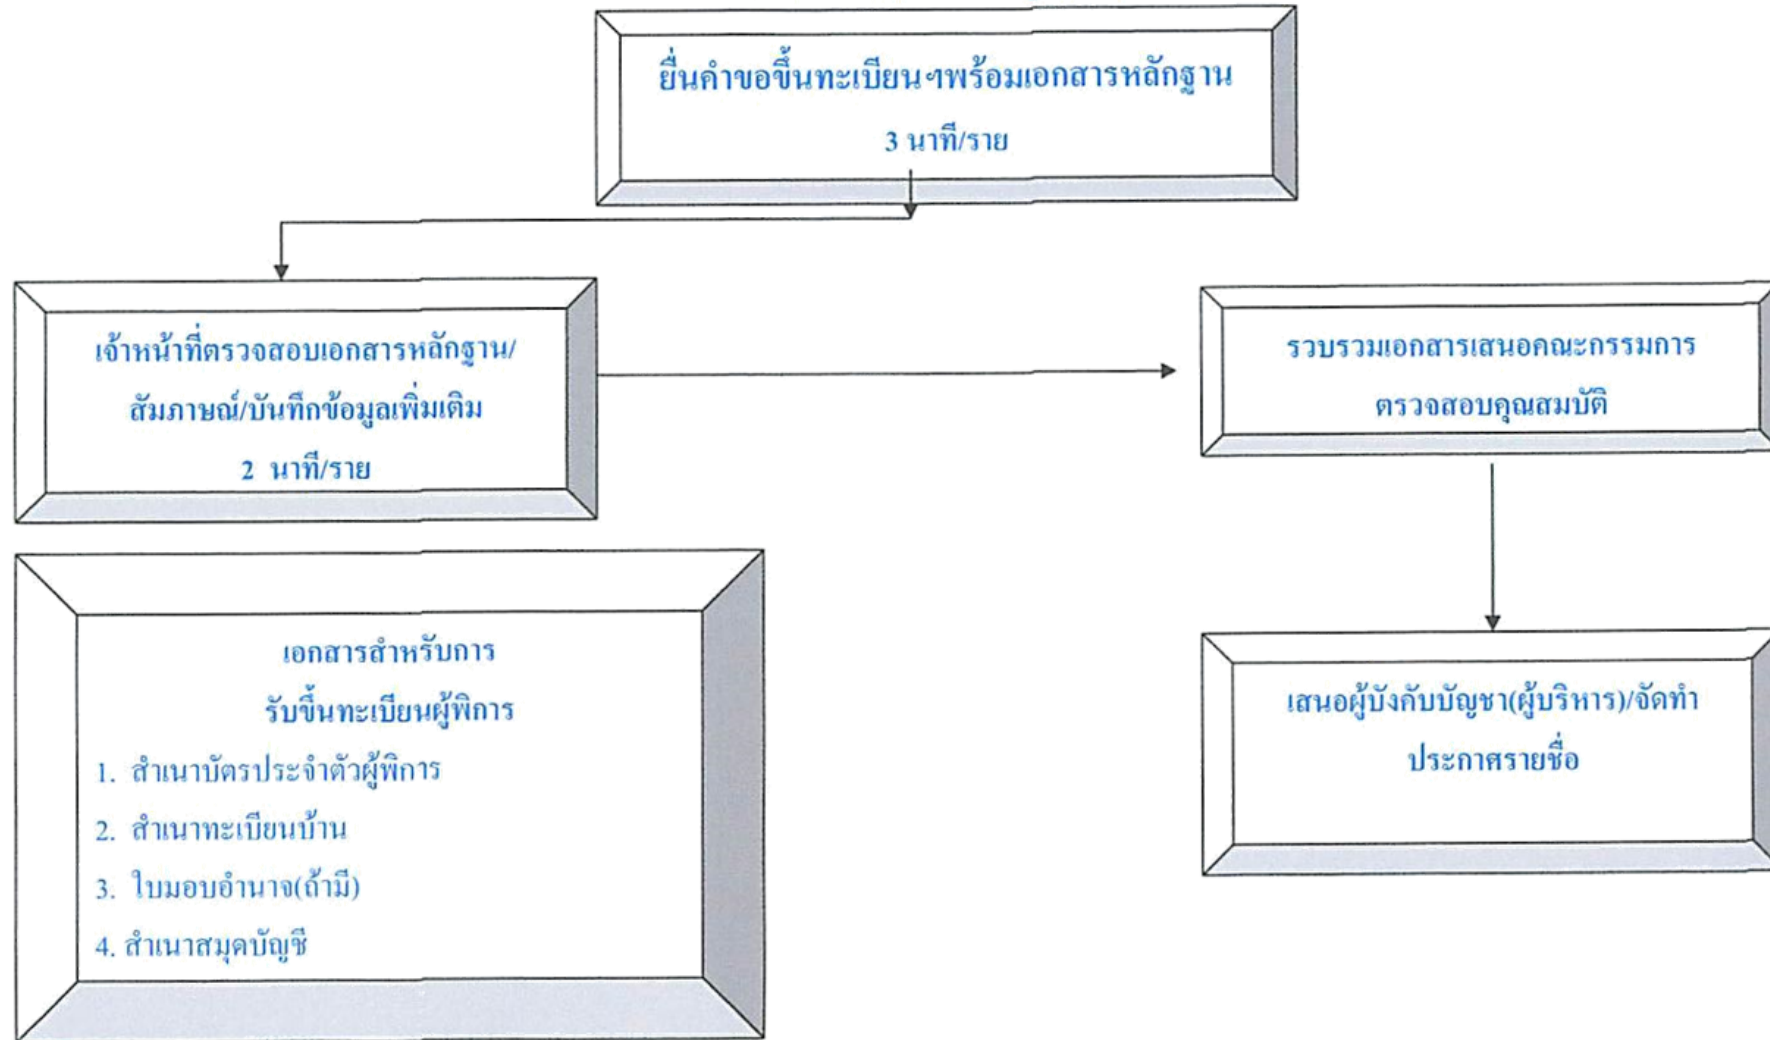 ยื่นคำขอขึ้นทะเบียนฯพร้อมเอกสารหลักฐาน
3 นาที/ราย
เจ้าหน้าที่ตรวจสอบเอกสารหลักฐาน/
สัมภาษณ์/บันทึกข้อมูลเพิ่มเติม
2 นาที/ราย
รวบรวมเอกสารเสนอคณะกรรมการ
ตรวจสอบคุณสมบัติ
เอกสารสำหรับการ
รับขึ้นทะเบียนผู้พิการ
1. สำเนาบัตรประจำตัวผู้พิการ
2. สำเนาทะเบียนบ้าน
3. ใบมอบอำนาจ(ถ้ามี)
4. สำเนาสมุดบัญชี
เสนอผู้บังคับบัญชา(ผู้บริหาร)/จัดทำ
ประกาศรายชื่อ